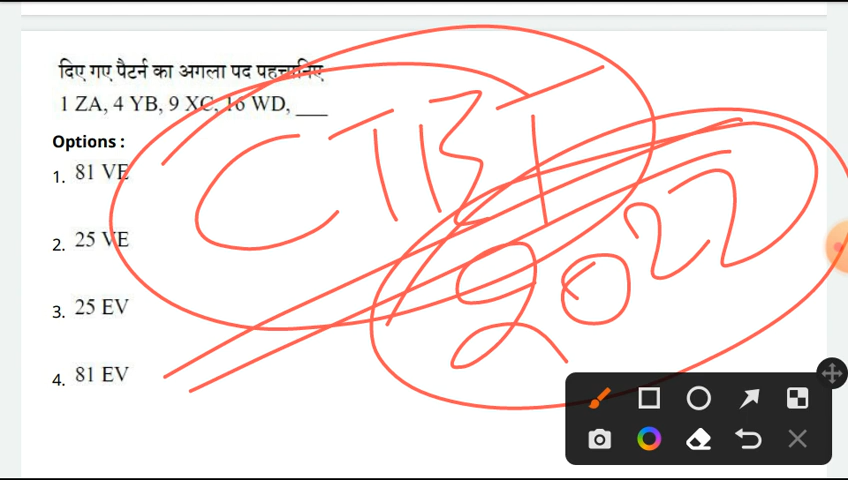 दिए गए पैटर्न का अगला पद पहचानिए
1 ZA, 4 YB, 9 XC, 16 WD, ___
Options :
1. 81 VE
2. 25 VE
3. 25 EV
4. 81 EV
CTBT
2022